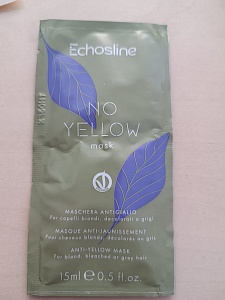 Echosline
NO
YELLOW
mask
MASCHERA ANTIGIALLO
Per capelli biondi, decolorati o grigi
MASQUE ANTI-JAUNISSEMENT
Pour cheveux blonds, décolorés ou gris
ANTI-YELLOW MASK
For blond, bleached or grey hair
15ml e 0.5 fl.oz.